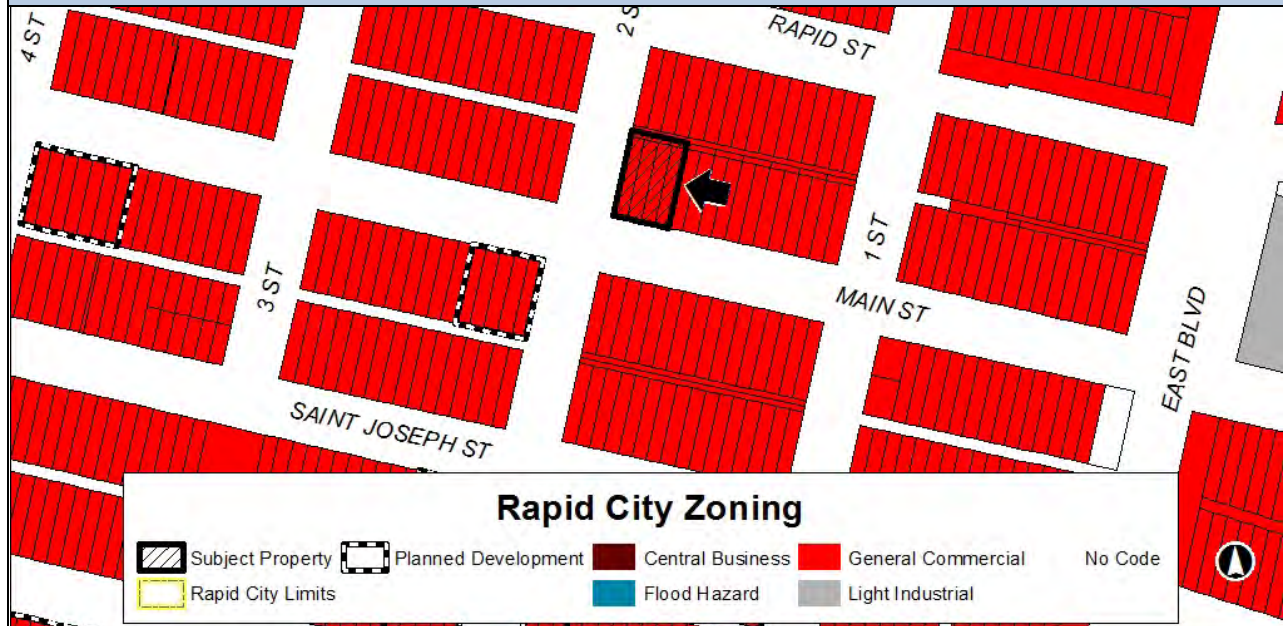 4 ST
2 S
RAPID ST
3 ST
1 ST
MAIN ST
EAST BLVD
SAINT JOSEPH ST
Rapid City Zoning
Subject Property Planned Development Central Business General Commercial No Code
Rapid City Limits Flood Hazard Light Industrial